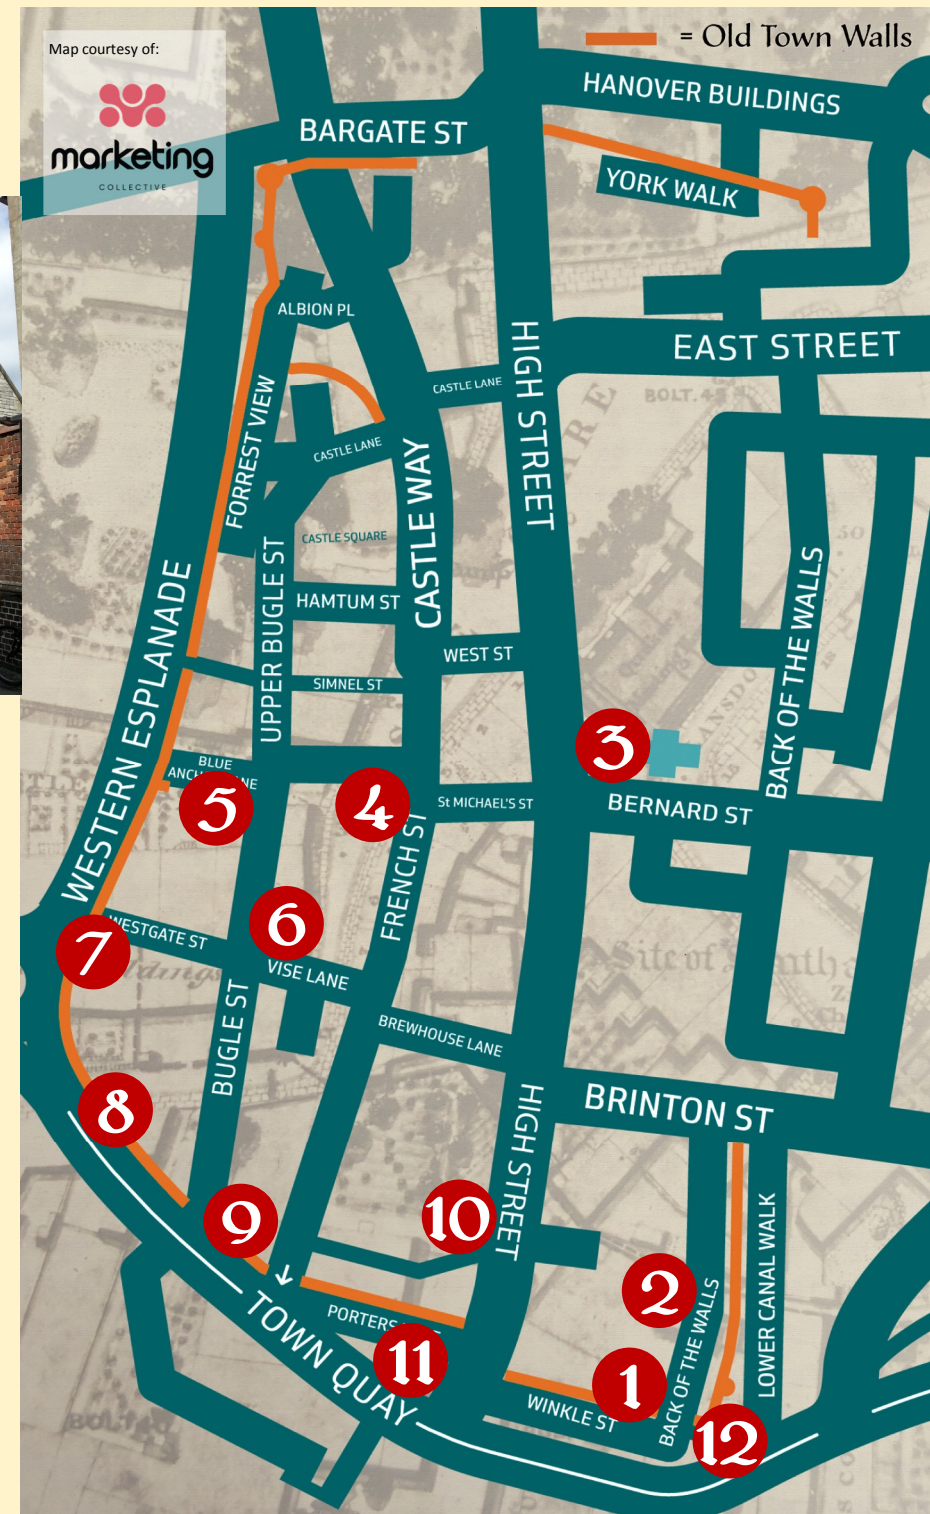 Map courtesy of:
marketing
COLLECTIVE
= Old Town Walls
HANOVER BUILDINGS
BARGATE ST
YORK WALK
ALBION PL
EAST STREET
HIGH STREET
CASTLE LANE
BOLT.
FORREST VIEW
CASTLE LANE
CASTLE WAY
CASTLE SQUARE
UPPER BUGLE ST
HAMTUM ST
WEST ST
SIMNEL ST
WESTERN ESPLANADE
BACK OF THE WALLS
3
BLUE
5
4
St MICHAEL'S ST
BERNARD ST
FRENCH ST
6
7
WESTGATE ST
VISE LANE
Site of
BUGLE ST
BREWHOUSE LANE
8
BRINTON ST
HIGH STREET
9
10
LOWER CANAL WALK
2
BACK OF THE WALLS
TOWN QUAY
PORTERS
11
1
WINKLE ST
12